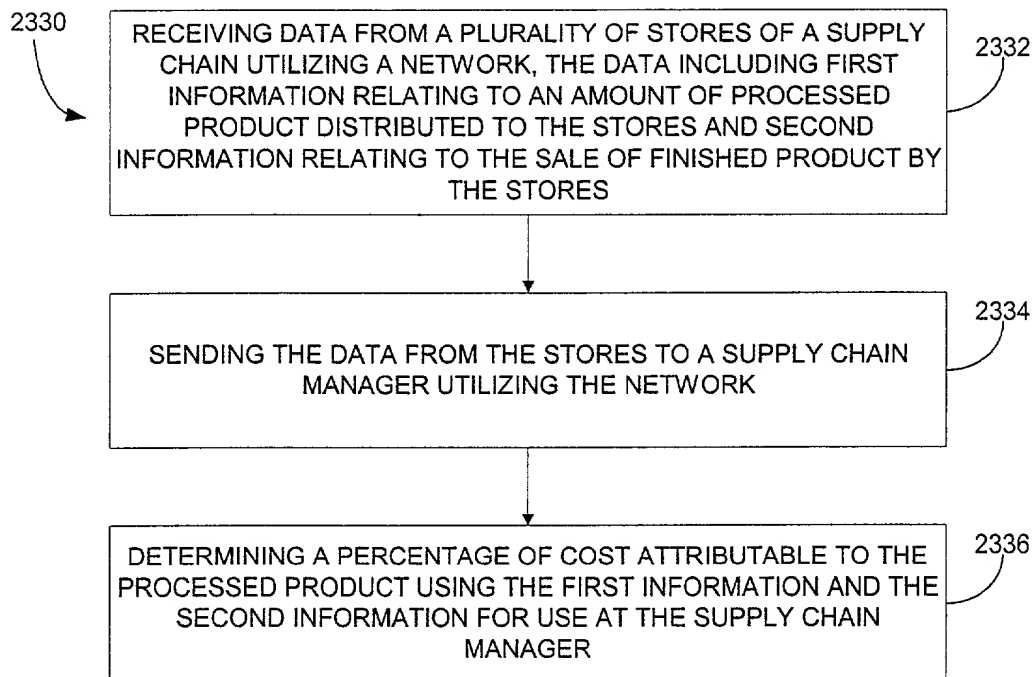 2330
RECEIVING DATA FROM A PLURALITY OF STORES OF A SUPPLY
CHAIN UTILIZING A NETWORK, THE DATA INCLUDING FIRST
INFORMATION RELATING TO AN AMOUNT OF PROCESSED
PRODUCT DISTRIBUTED TO THE STORES AND SECOND
INFORMATION RELATING TO THE SALE OF FINISHED PRODUCT BY
THE STORES
2332
SENDING THE DATA FROM THE STORES TO A SUPPLY CHAIN
MANAGER UTILIZING THE NETWORK
2334
DETERMINING A PERCENTAGE OF COST ATTRIBUTABLE TO THE
PROCESSED PRODUCT USING THE FIRST INFORMATION AND THE
SECOND INFORMATION FOR USE AT THE SUPPLY CHAIN
MANAGER
2336